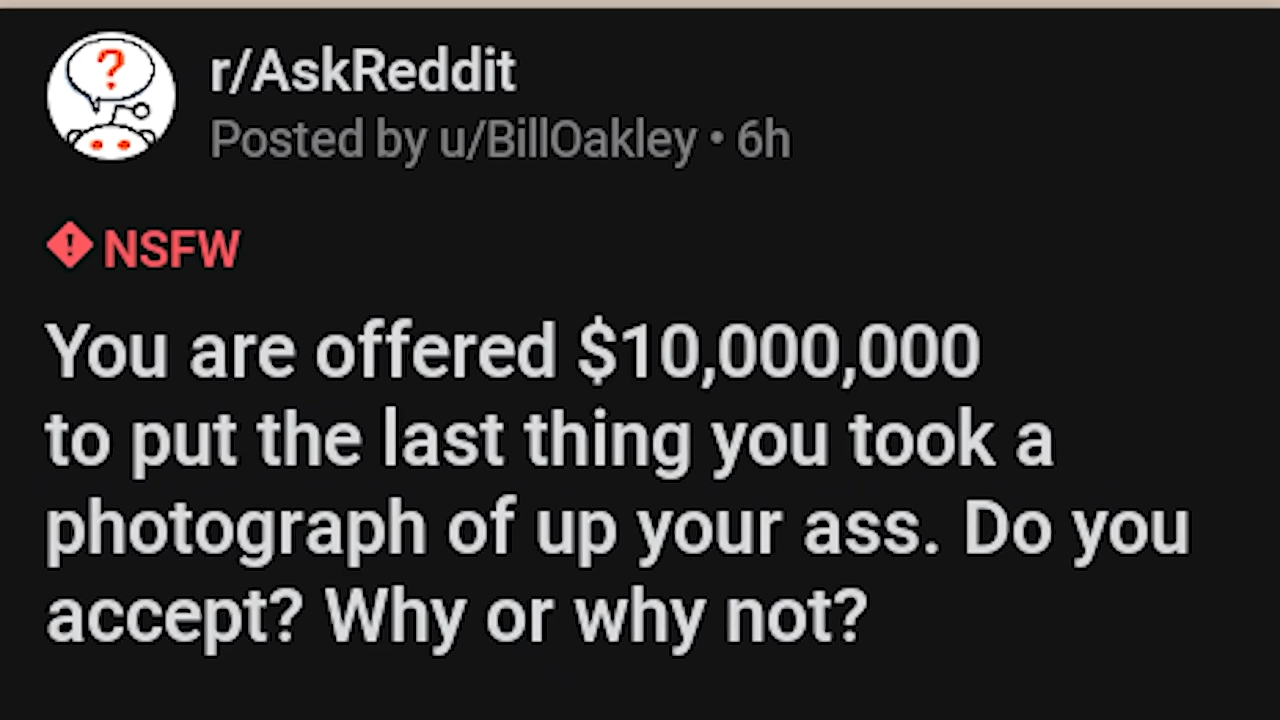 r/AskReddit
Posted by u/BillOakley • 6h
NSFW
You are offered $10,000,000
to put the last thing you took a
photograph of up your ass. Do you
accept? Why or why not?